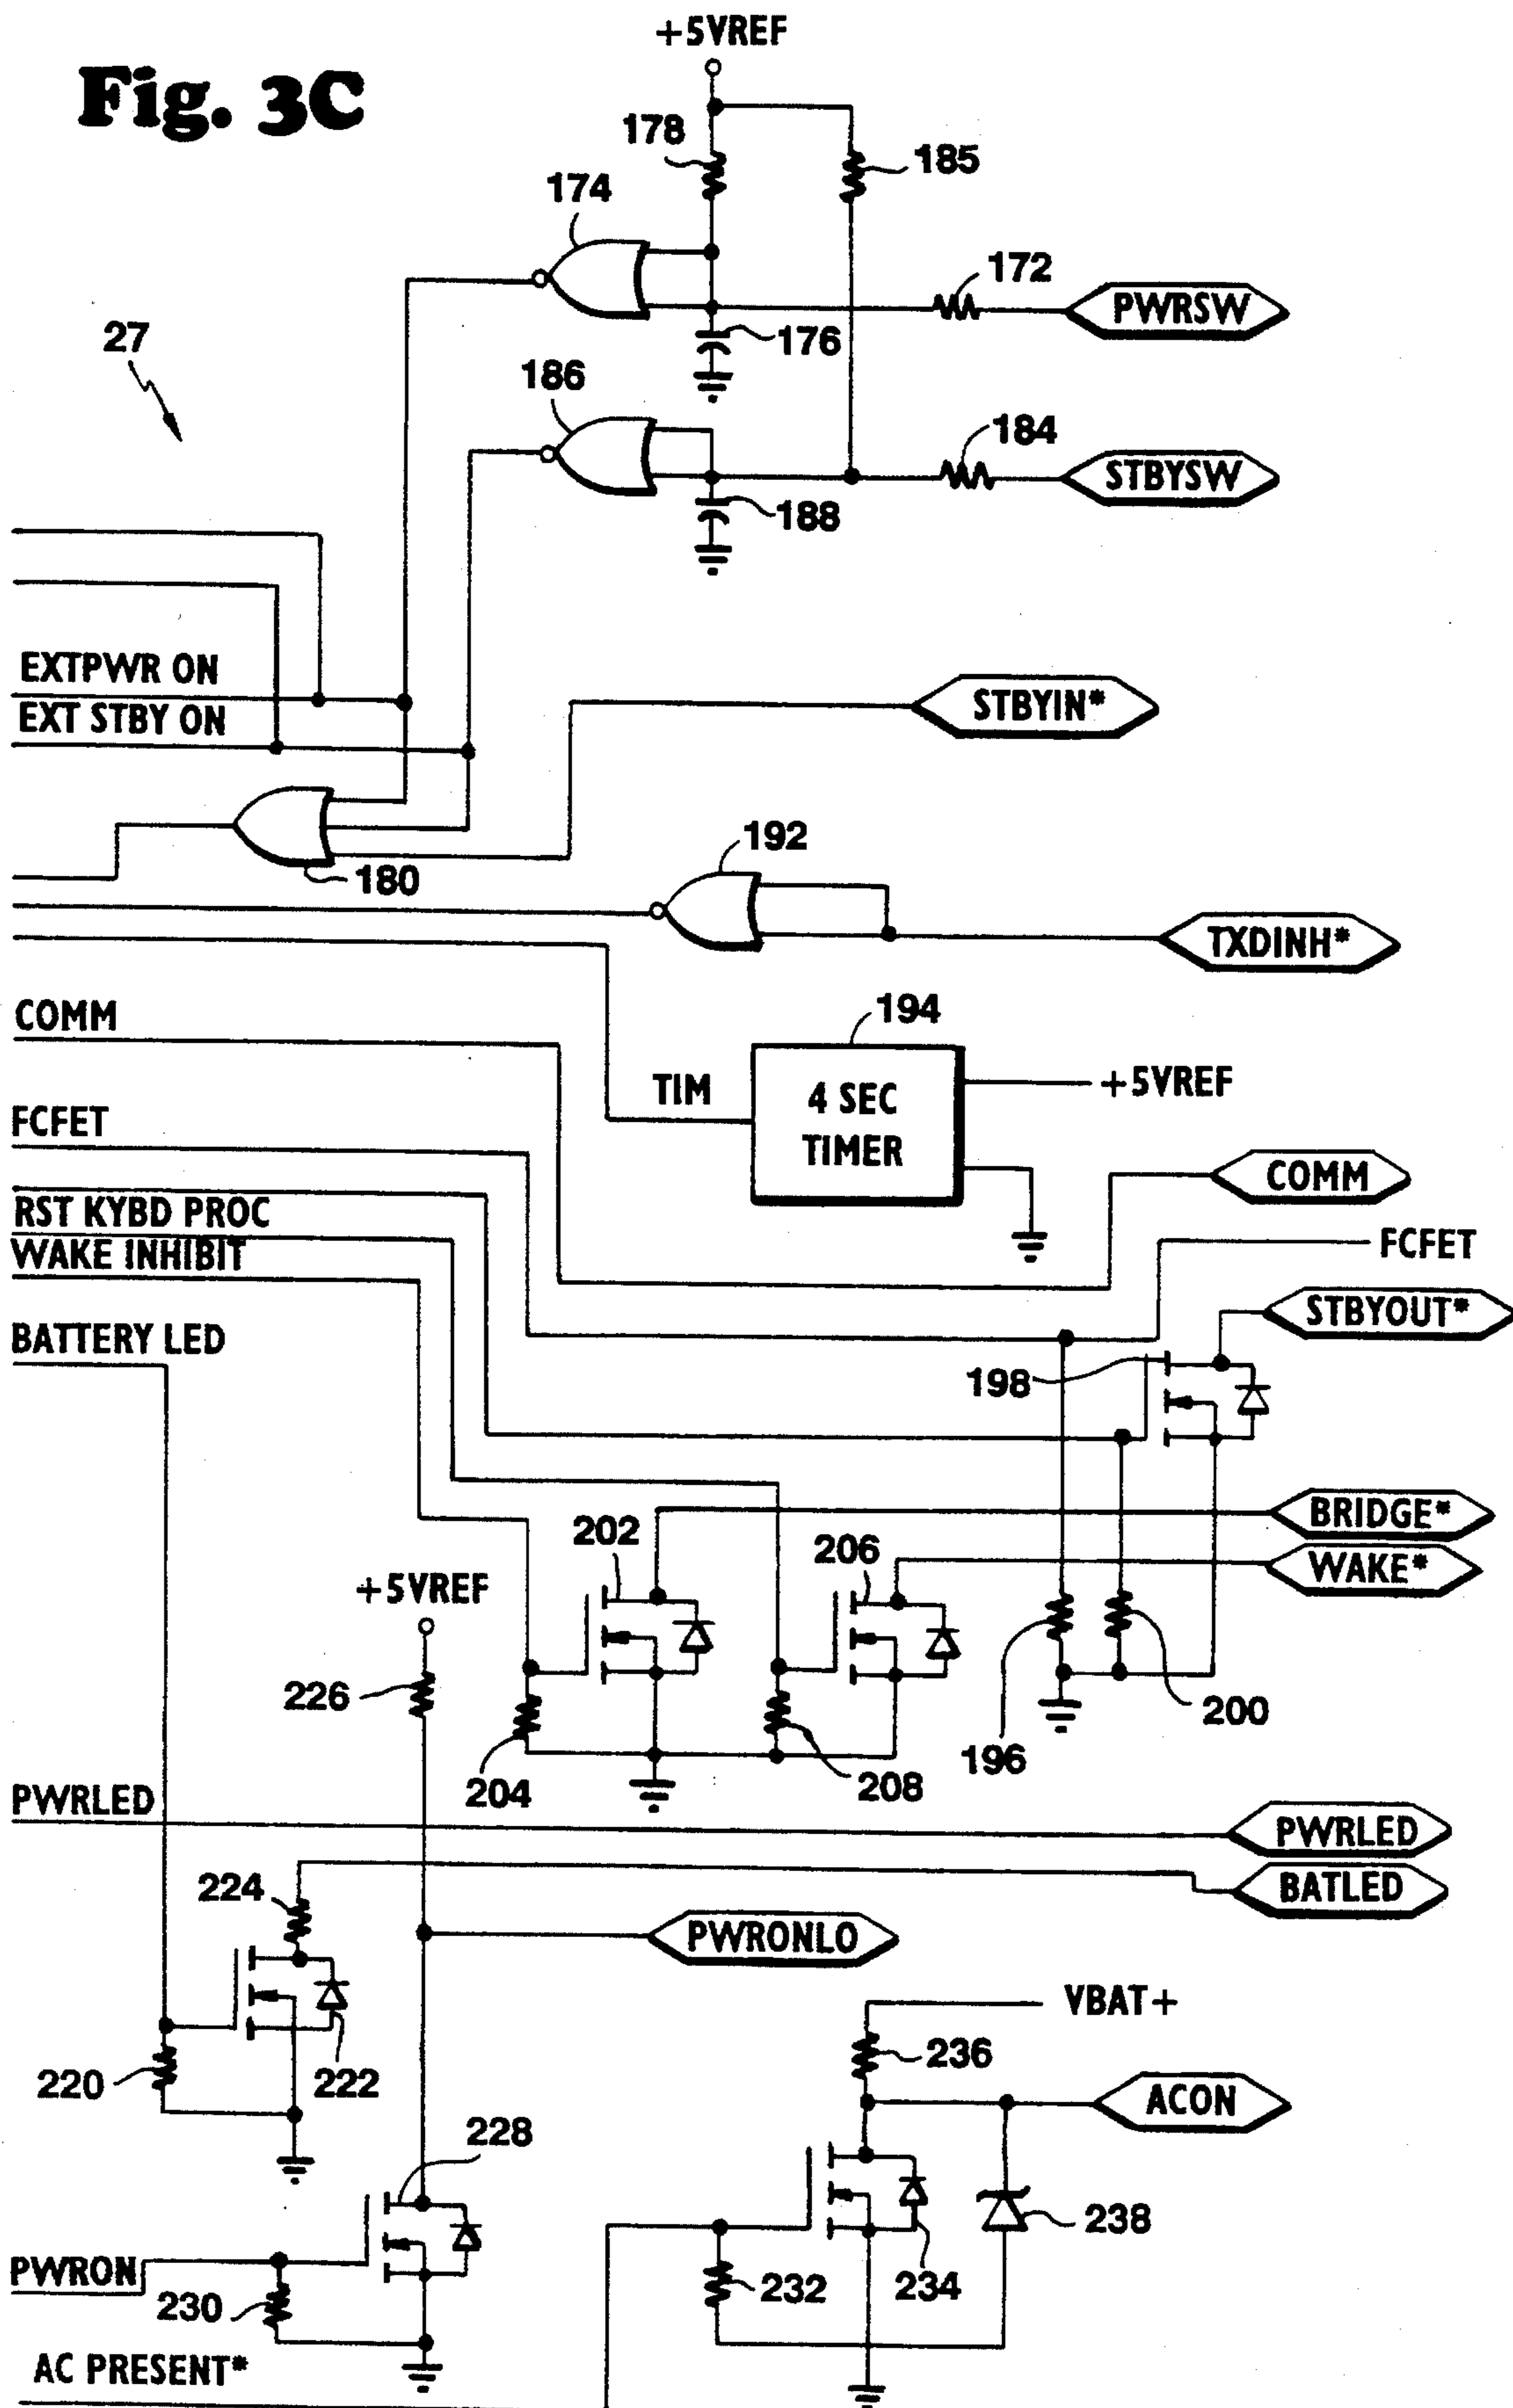 +5VREF
Fig. 3C
178
185
174
172
PWRSW
27
176
186
184
STBYSW
188
EXTPWR ON
STBYIN*
EXT STBY ON
192
180
TXDINH*
194
COMM
TIM
4 SEC
TIMER
+5VREF
FCFET
COMM
RST KYBD PROC
WAKE INHIBIT
FCFET
STBYOUT*
BATTERY LED
198
BRIDGE*
202
206
WAKE*
+5VREF
226
200
196
204
208
PWRLED
PWRLED
224
BATLED
PWRONLO
VBAT+
236
220
222
ACON
228
238
PWRON
230
232
234
AC PRESENT*